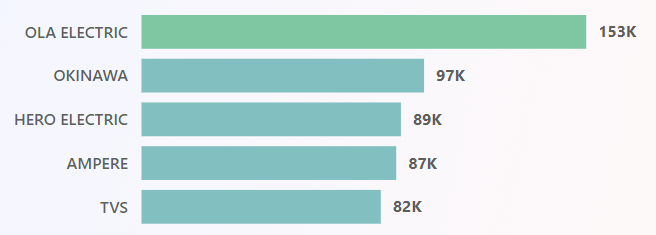 OLA ELECTRIC 153K
OKINAWA 97K
HERO ELECTRIC 89K
AMPERE 87K
TVS 82K